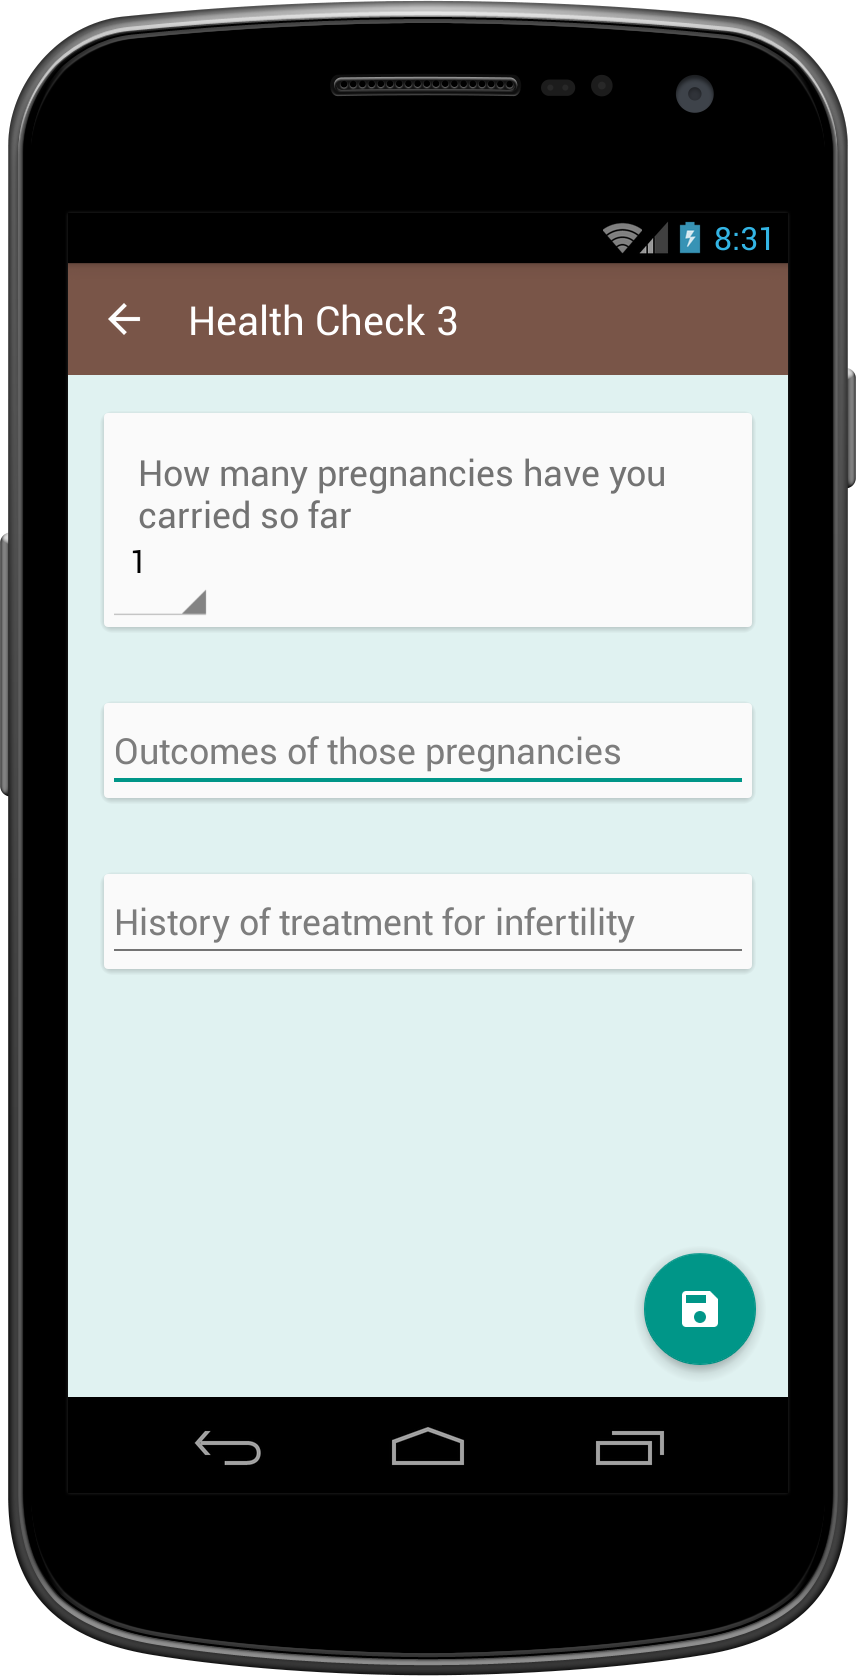 8:31
Health Check 3
How many pregnancies have you
carried so far
1
Outcomes of those pregnancies
History of treatment for infertility